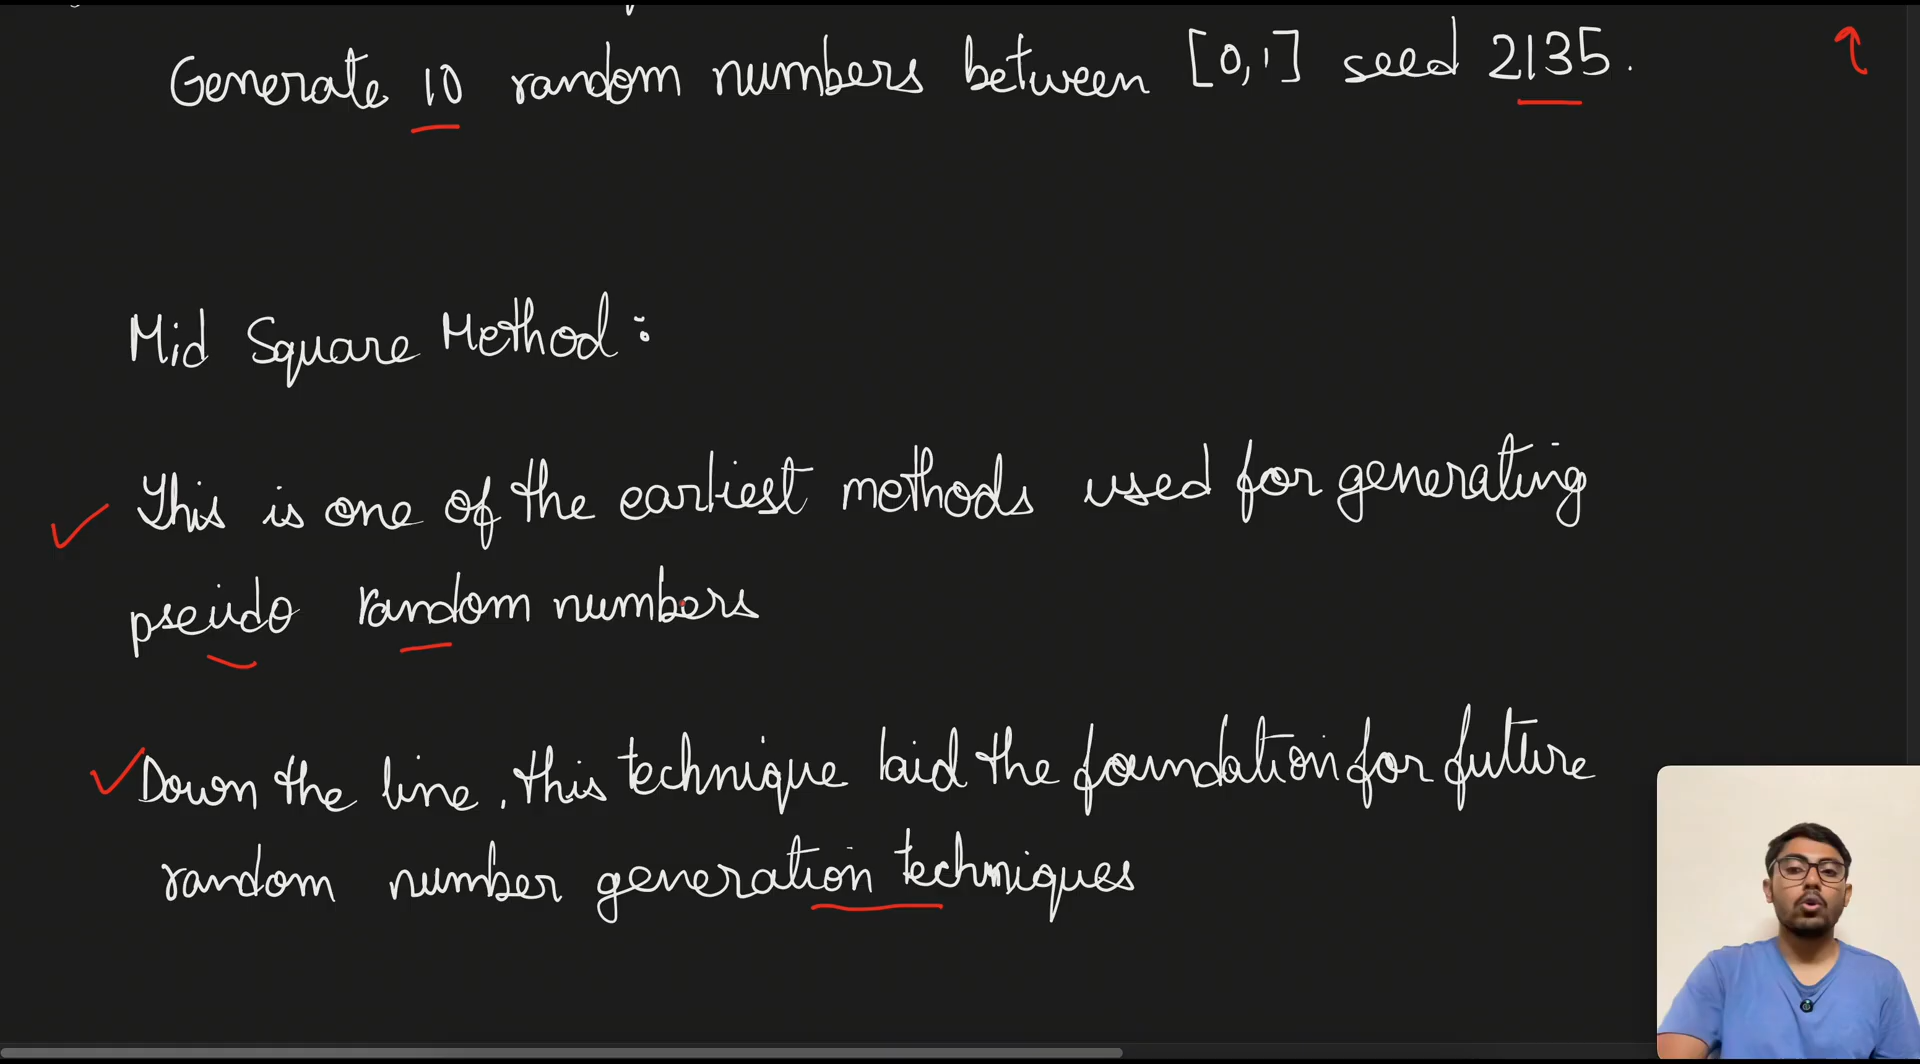 Generate 10 random numbers between [0,1] seed 2135.
Mid Square Method:
This is one of the earliest methods used for generating
pseudo random numbers
Down the line, this technique laid the foundation for future
random number generation techniques